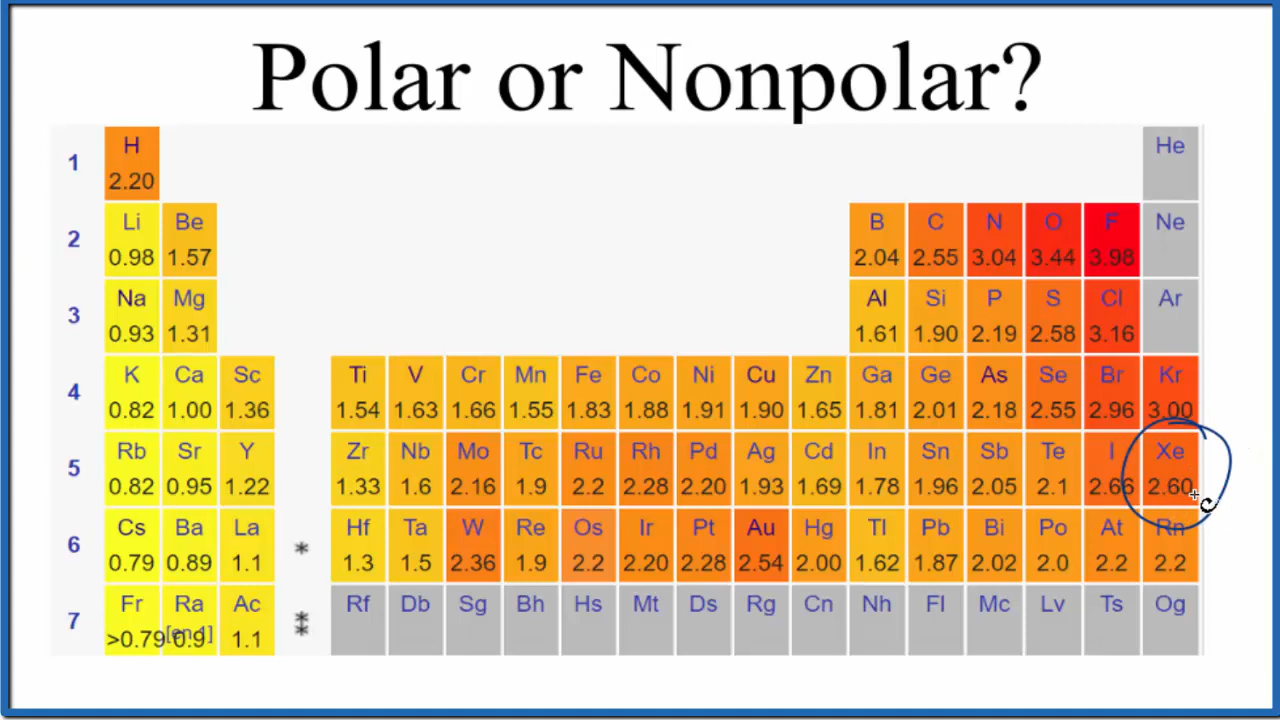 Polar or Nonpolar?
1 H He
2.20
2 Li Be B C N O F Ne
0.98 1.57 2.04 2.55 3.04 3.44 3.98
3 Na Mg Al Si P S Cl Ar
0.93 1.31 1.61 1.90 2.19 2.58 3.16
4 K Ca Sc Ti V Cr Mn Fe Co Ni Cu Zn Ga Ge As Se Br Kr
0.82 1.00 1.36 1.54 1.63 1.66 1.55 1.83 1.88 1.91 1.90 1.65 1.81 2.01 2.18 2.55 2.96 3.00
5 Rb Sr Y Zr Nb Mo Tc Ru Rh Pd Ag Cd In Sn Sb Te I Xe
0.82 0.95 1.22 1.33 1.6 2.16 1.9 2.2 2.28 2.20 1.93 1.69 1.78 1.96 2.05 2.1 2.66 2.60
6 Cs Ba La * Hf Ta W Re Os Ir Pt Au Hg Tl Pb Bi Po At Rn
0.79 0.89 1.1 1.3 1.5 2.36 1.9 2.2 2.20 2.28 2.54 2.00 1.62 1.87 2.02 2.0 2.2 2.2
7 Fr Ra Ac ** Rf Db Sg Bh Hs Mt Ds Rg Cn Nh Fl Mc Lv Ts Og
>0.79 0.9 [en 1] 1.1